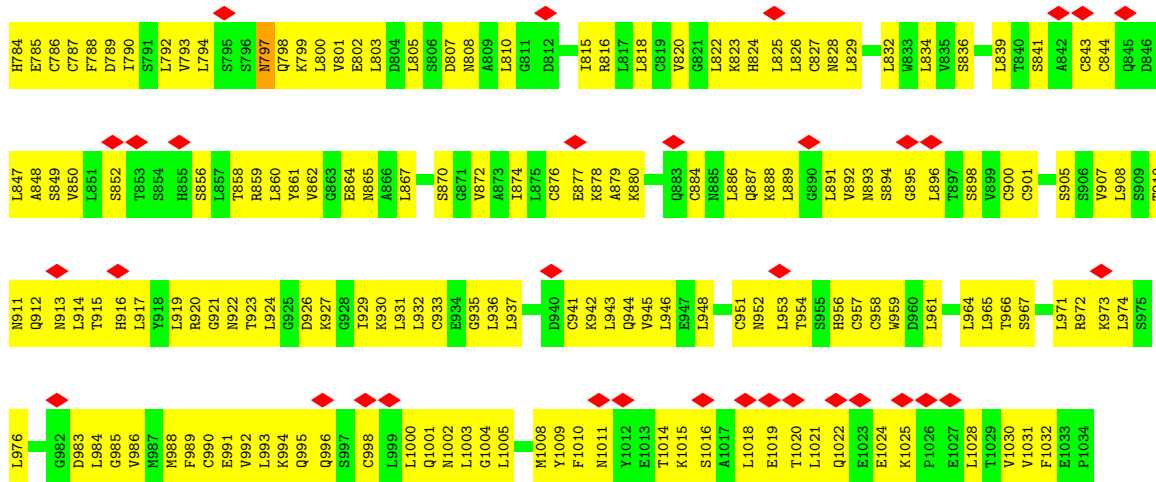 H784 E785 C786 C787 F788 D789 I790 S791 L792 V793 L794 S795 S796 N797 Q798 K799 L800 V801 E802 L803 D804 L805 S806 D807 N808 A809 L810 G811 D812 I815 R816 L817 L818 C819 V820 G821 L822 K823 H824 L825 L826 C827 N828 L829 L832 W833 L834 V835 S836 L839 T840 S841 A842 C843 C844 Q845 D846
L847 A848 S849 V850 L851 S852 T853 S854 H855 S856 L857 T858 R859 L860 Y861 V862 G863 E864 N865 A866 L867 S870 G871 V872 A873 I874 L875 C876 E877 K878 A879 K880 Q883 C884 N885 L886 Q887 K888 L889 G890 L891 V892 N893 S894 G895 L896 T897 S898 V899 C900 C901 S905 S906 V907 L908 S909 T910
N911 Q912 N913 L914 T915 H916 L917 Y918 L919 R920 G921 N922 T923 L924 G925 D926 K927 G928 I929 K930 L931 L932 C933 E934 G935 L936 L937 D940 C941 K942 L943 Q944 V945 L946 E947 L948 C951 N952 L953 T954 S955 H956 C957 C958 W959 D960 L961 L964 L965 T966 S967 L971 R972 K973 L974 S975
L976 G982 D983 L984 G985 V986 M987 M988 F989 C990 E991 V992 L993 K994 Q995 Q996 S997 C998 L999 L1000 Q1001 N1002 L1003 G1004 L1005 M1008 Y1009 F1010 N1011 Y1012 E1013 T1014 K1015 S1016 A1017 L1018 E1019 T1020 L1021 Q1022 E1023 E1024 K1025 P1026 E1027 L1028 T1029 V1030 V1031 F1032 E1033 P1034